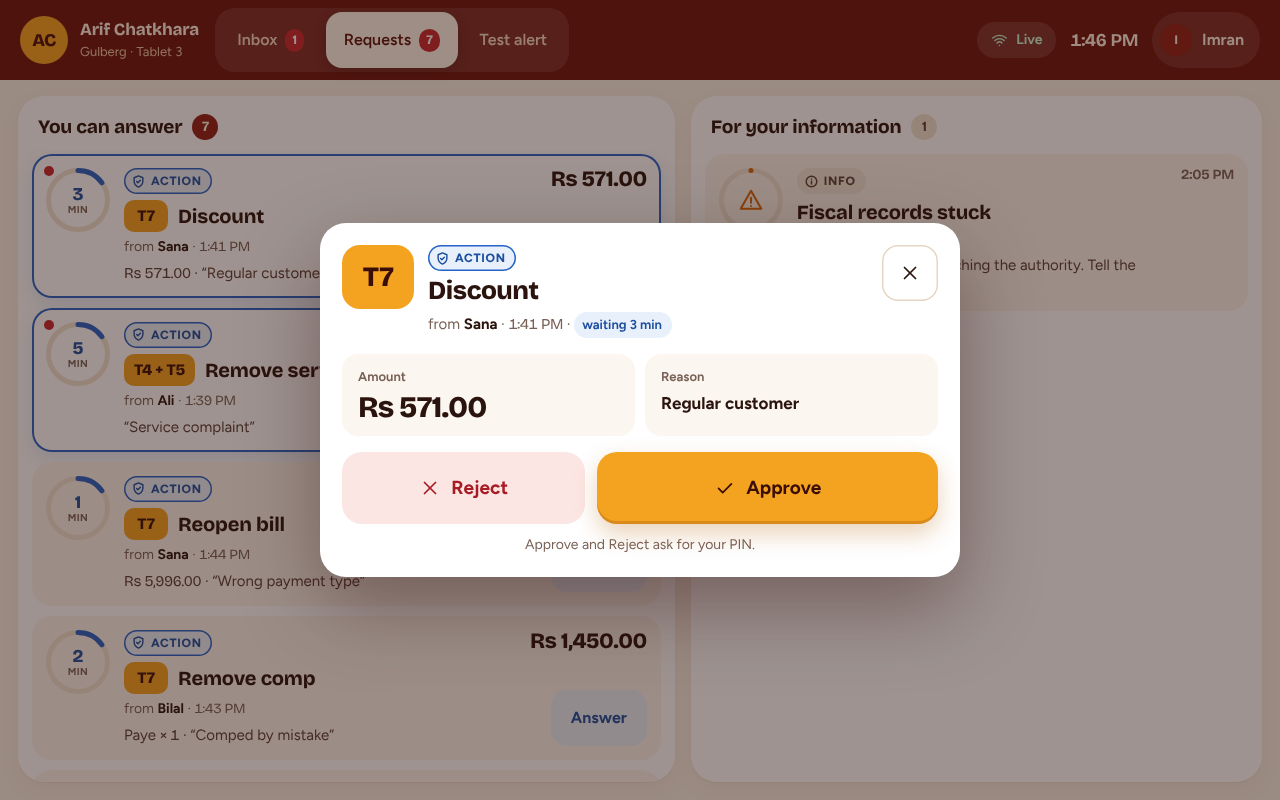 AC
Arif Chatkhara
Gulberg · Tablet 3
Inbox 1
Requests 7
Test alert
Live
1:46 PM
I
Imran
You can answer 7
3
MIN
ACTION
Rs 571.00
T7 Discount
from Sana · 1:41 PM
Rs 571.00 · “Regular custome
5
MIN
ACTION
T4 + T5 Remove ser
from Ali · 1:39 PM
“Service complaint”
1
MIN
ACTION
T7 Reopen bill
from Sana · 1:44 PM
Rs 5,996.00 · “Wrong payment type”
2
MIN
ACTION
Rs 1,450.00
T7 Remove comp
from Bilal · 1:43 PM
Paye × 1 · “Comped by mistake”
Answer
For your information 1
INFO
2:05 PM
Fiscal records stuck
ching the authority. Tell the
T7
ACTION
Discount
from Sana · 1:41 PM · waiting 3 min
Amount
Rs 571.00
Reason
Regular customer
Reject
Approve
Approve and Reject ask for your PIN.